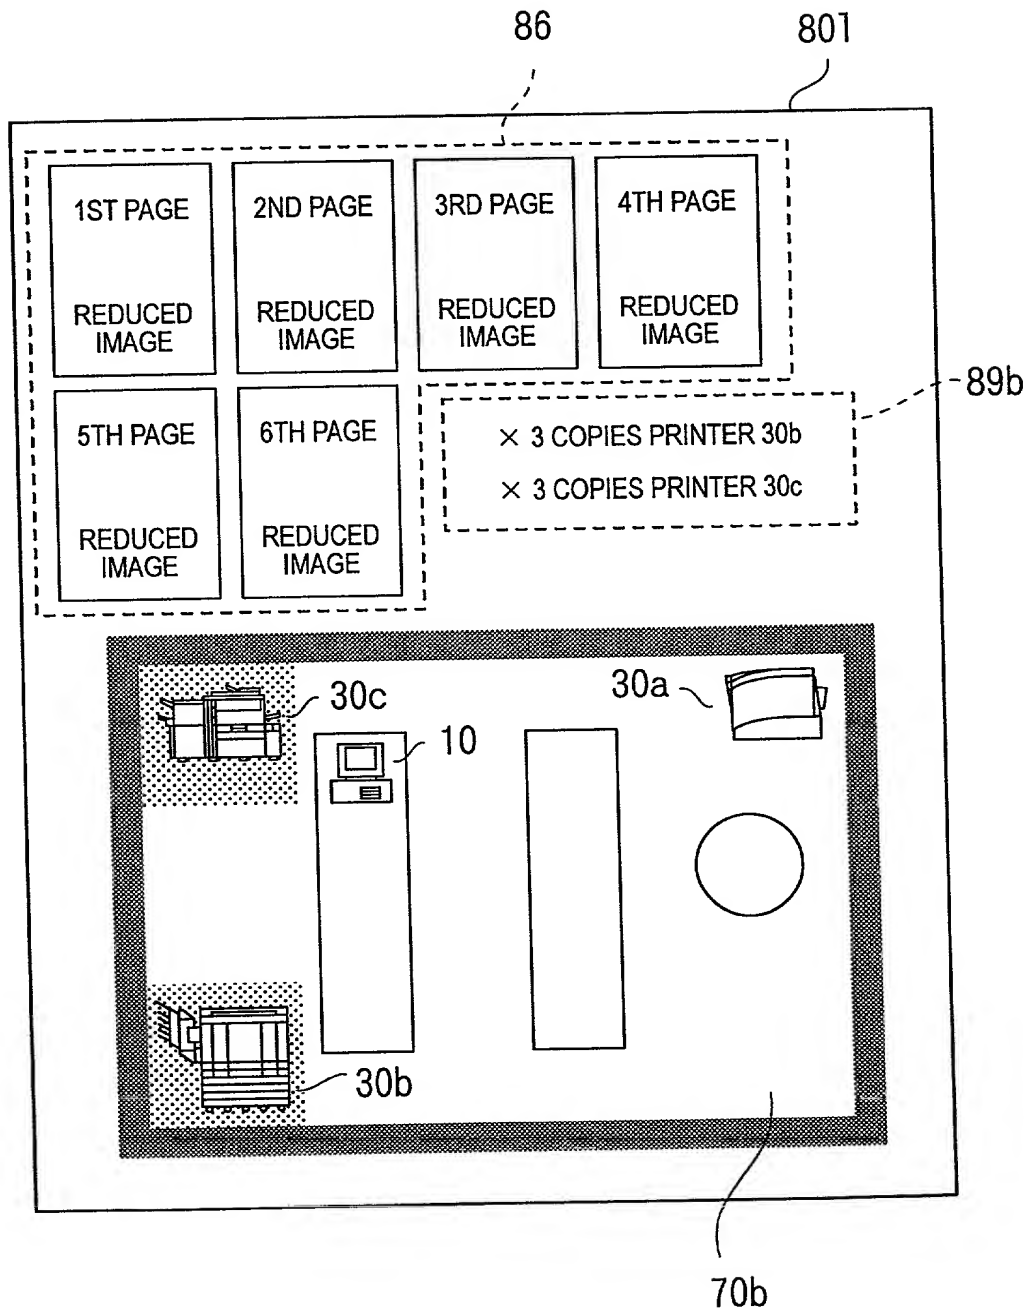 86
801
1ST PAGE
REDUCED
IMAGE
2ND PAGE
REDUCED
IMAGE
3RD PAGE
REDUCED
IMAGE
4TH PAGE
REDUCED
IMAGE
89b
5TH PAGE
REDUCED
IMAGE
6TH PAGE
REDUCED
IMAGE
× 3 COPIES PRINTER 30b
× 3 COPIES PRINTER 30c
30c
30a
10
30b
70b